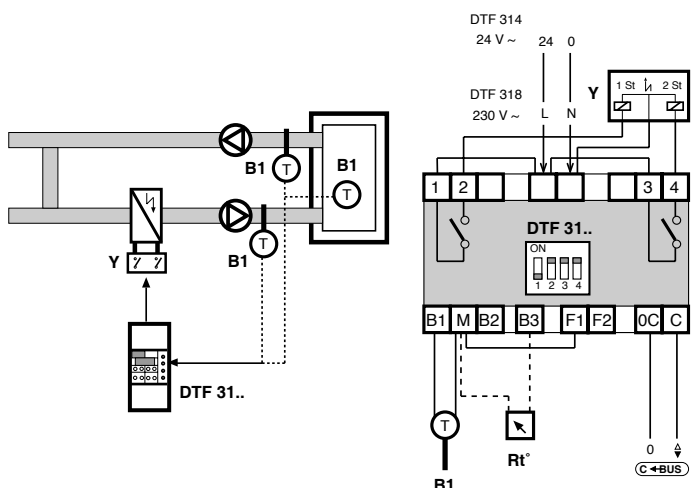 DTF 314
24 V ~ 24 0
DTF 318
230 V ~ L N
Y 1 St 2 St
B1 T
B1
T
B1 T
Y
DTF 31..
1 2 3 4
DTF 31..
ON
1 2 3 4
B1 M B2 B3 F1 F2 0C C
T
B1
Rt°
0
C BUS